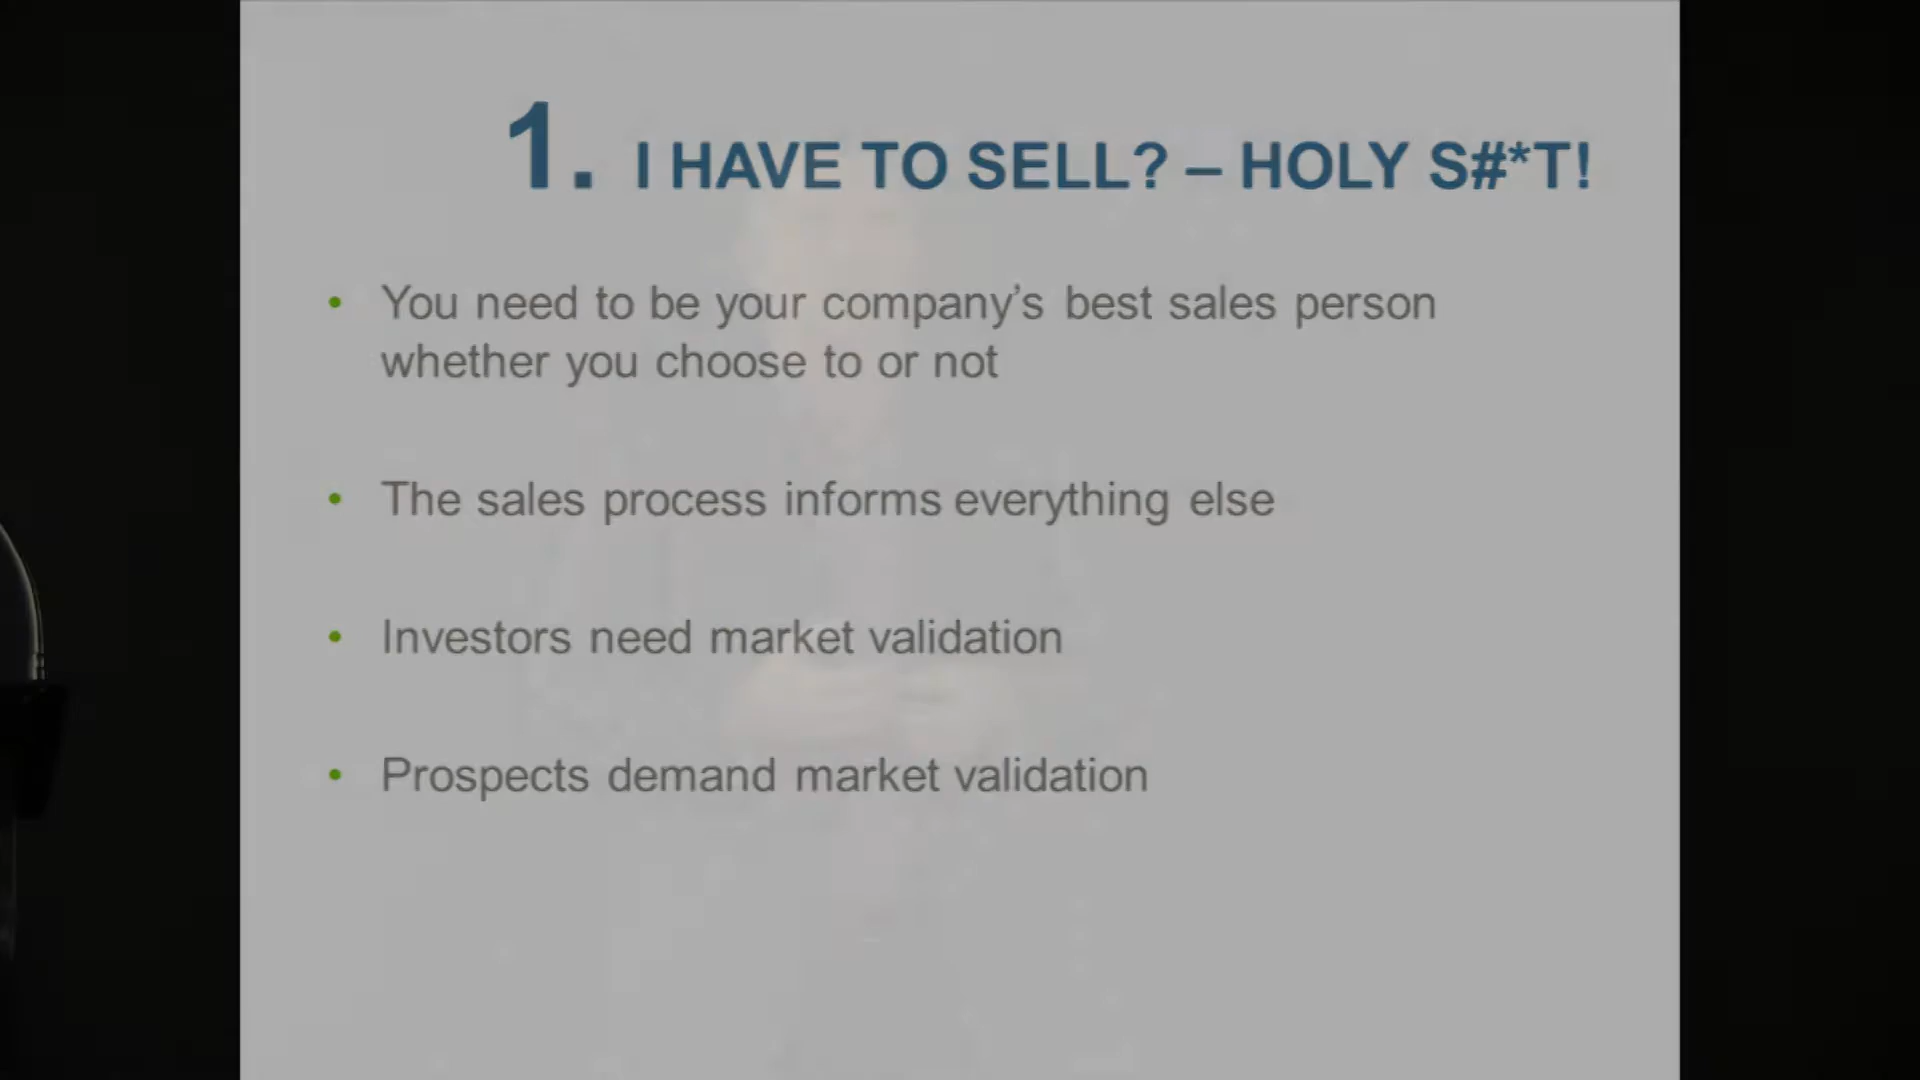 1. I HAVE TO SELL? – HOLY S#*T!
• You need to be your company’s best sales person
whether you choose to or not
• The sales process informs everything else
• Investors need market validation
• Prospects demand market validation